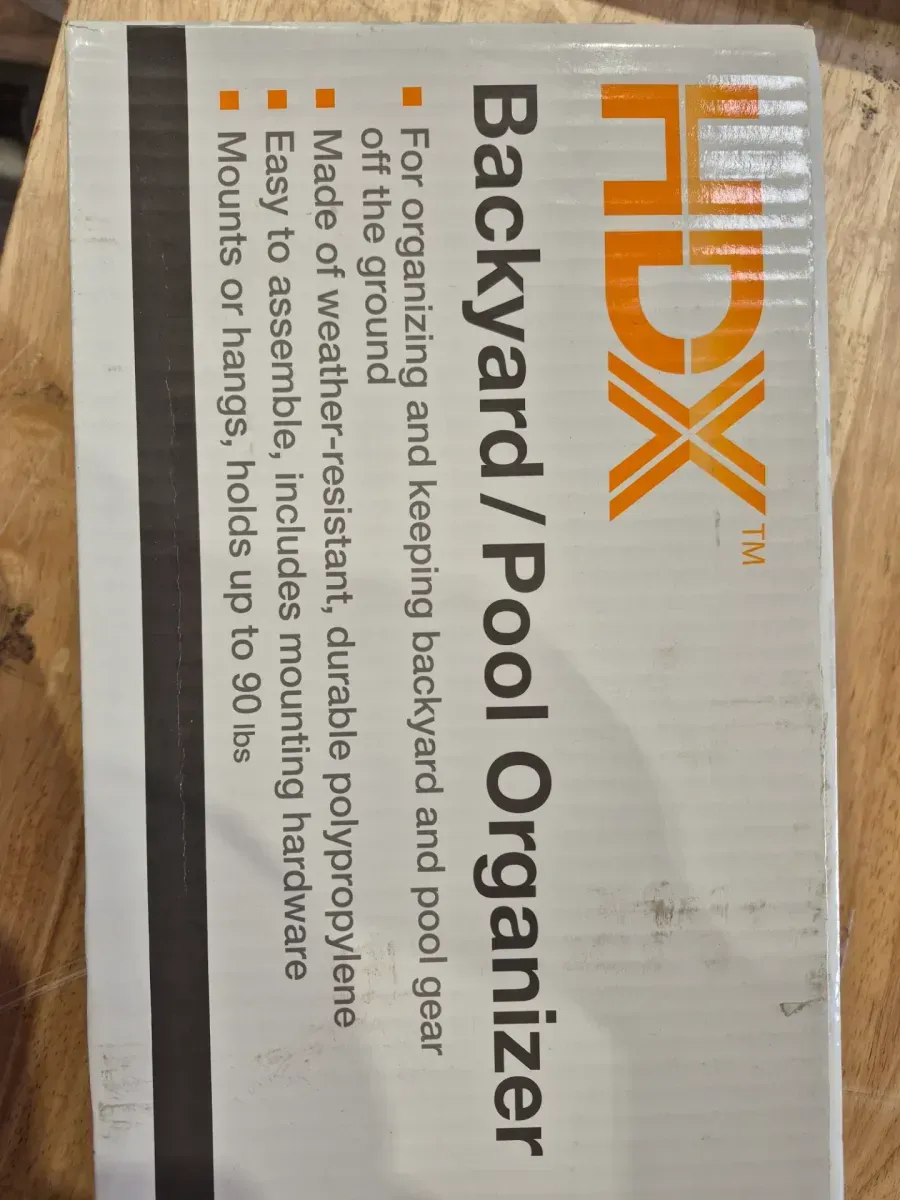 HDX™
Backyard / Pool Organizer
▪ For organizing and keeping backyard and pool gear
off the ground
▪ Made of weather-resistant, durable polypropylene
▪ Easy to assemble, includes mounting hardware
▪ Mounts or hangs, holds up to 90 lbs